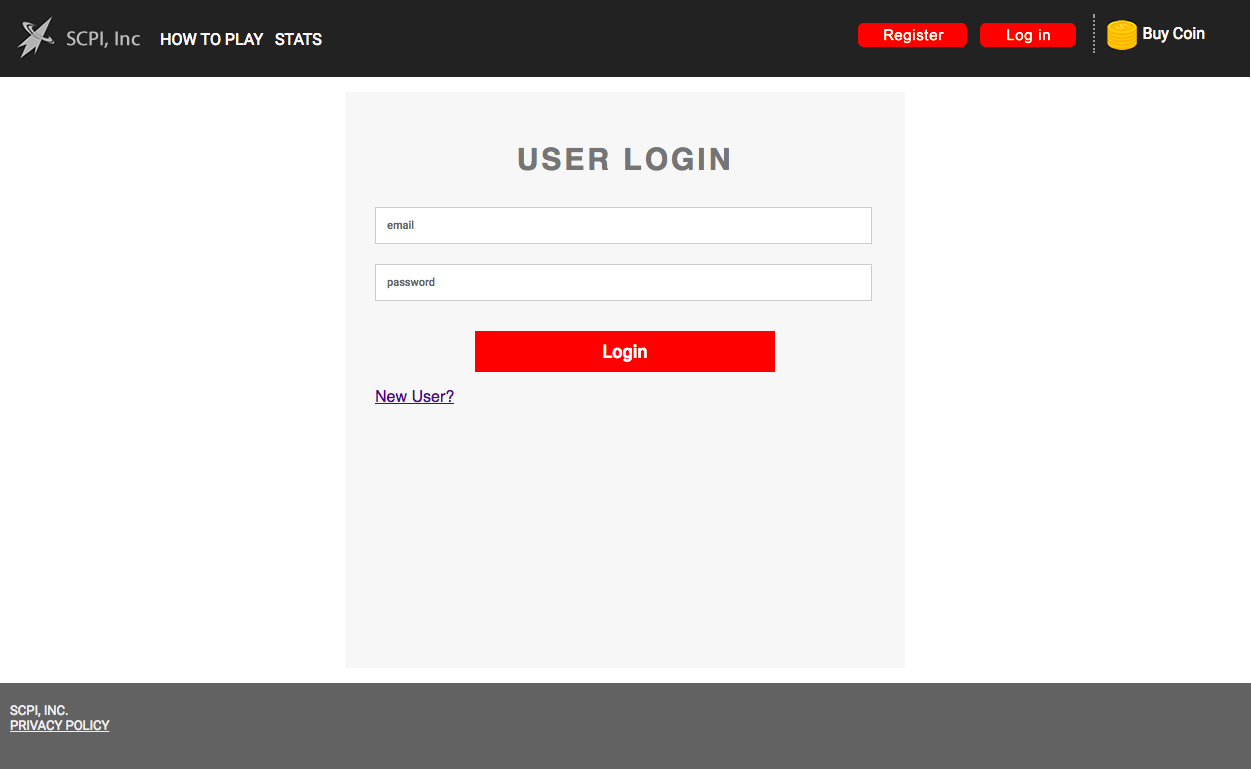 SCPI, Inc HOW TO PLAY STATS Register Log in Buy Coin
USER LOGIN
email
password
Login
New User?
SCPI, INC.
PRIVACY POLICY